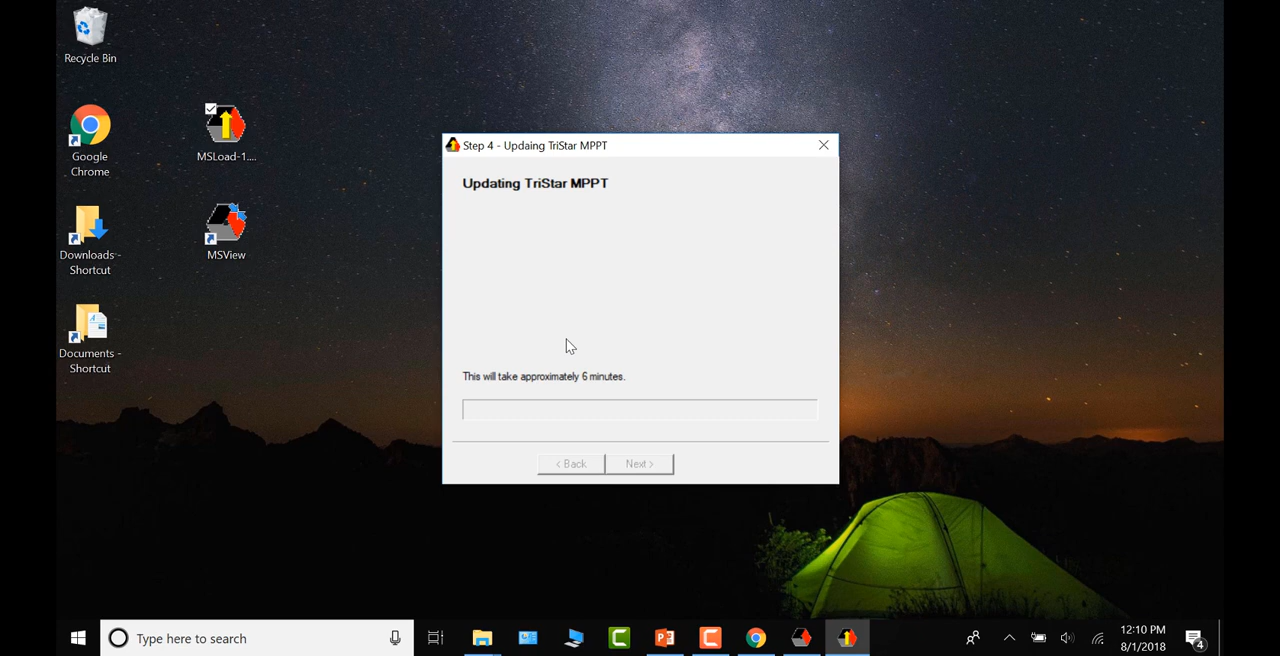 Recycle Bin
Google
Chrome
MSLoad-1....
Downloads -
Shortcut
MSView
Documents -
Shortcut
Step 4 - Updaing TriStar MPPT
Updating TriStar MPPT
This will take approximately 6 minutes.
< Back
Next >
Type here to search
12:10 PM
8/1/2018
4